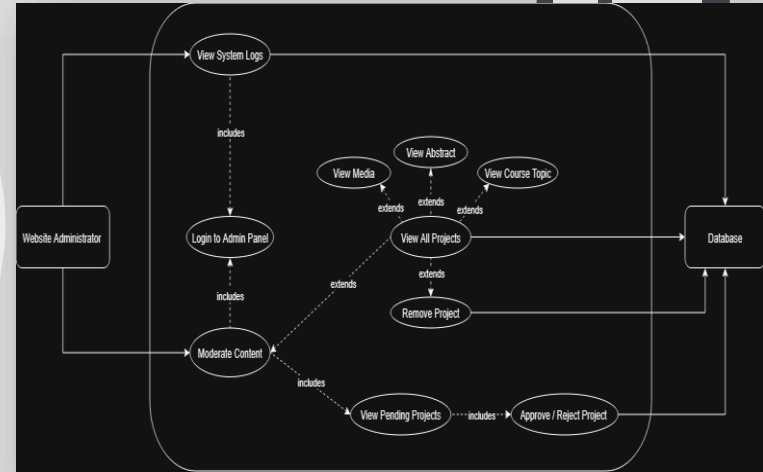 View System Logs
includes
View Abstract
View Media
View Course Topic
extends
extends
extends
Website Administrator
Login to Admin Panel
View All Projects
Database
extends
extends
includes
Remove Project
Moderate Content
includes
View Pending Projects
includes
Approve / Reject Project